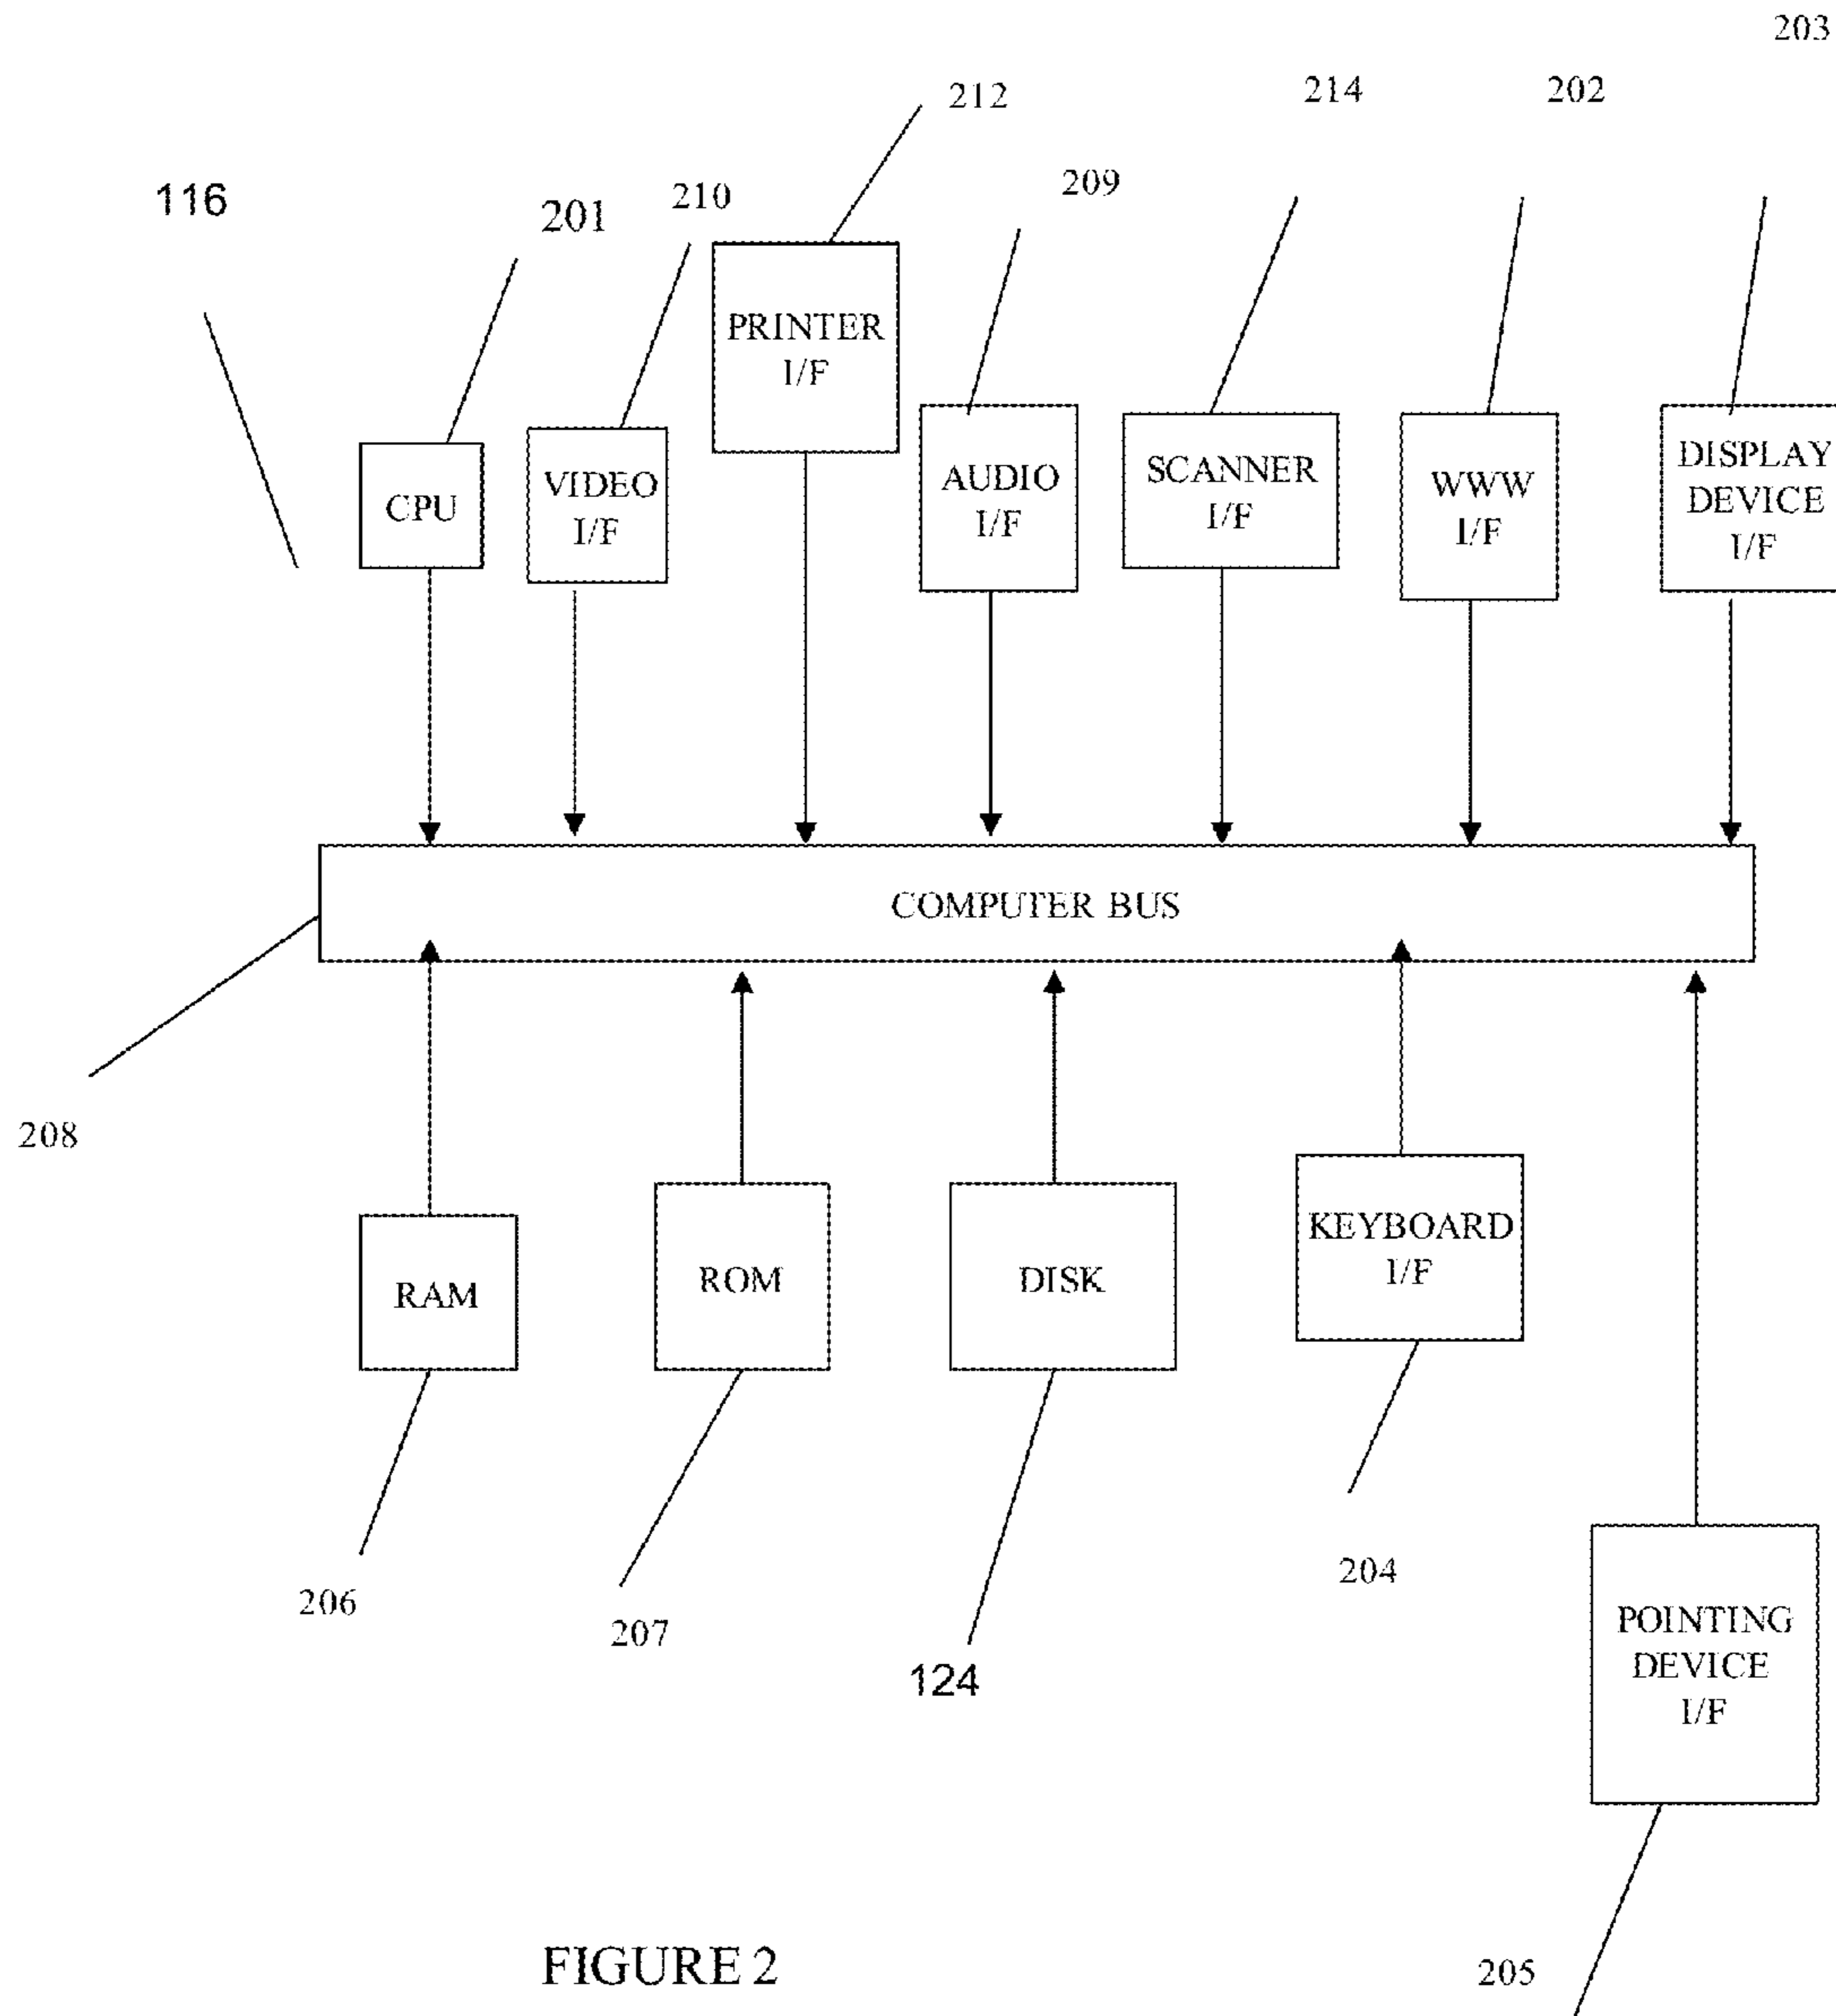 203
212
214
202
116
201
210
209
PRINTER
I/F
CPU
VIDEO
I/F
AUDIO
I/F
SCANNER
I/F
WWW
I/F
DISPLAY
DEVICE
I/F
COMPUTER BUS
208
RAM
ROM
DISK
KEYBOARD
I/F
206
207
124
204
POINTING
DEVICE
I/F
FIGURE 2
205